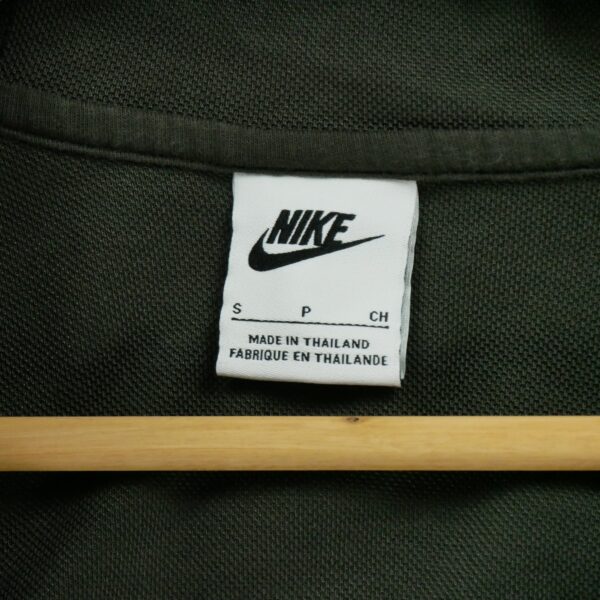 NIKE
S P CH
MADE IN THAILAND
FABRIQUE EN THAILANDE